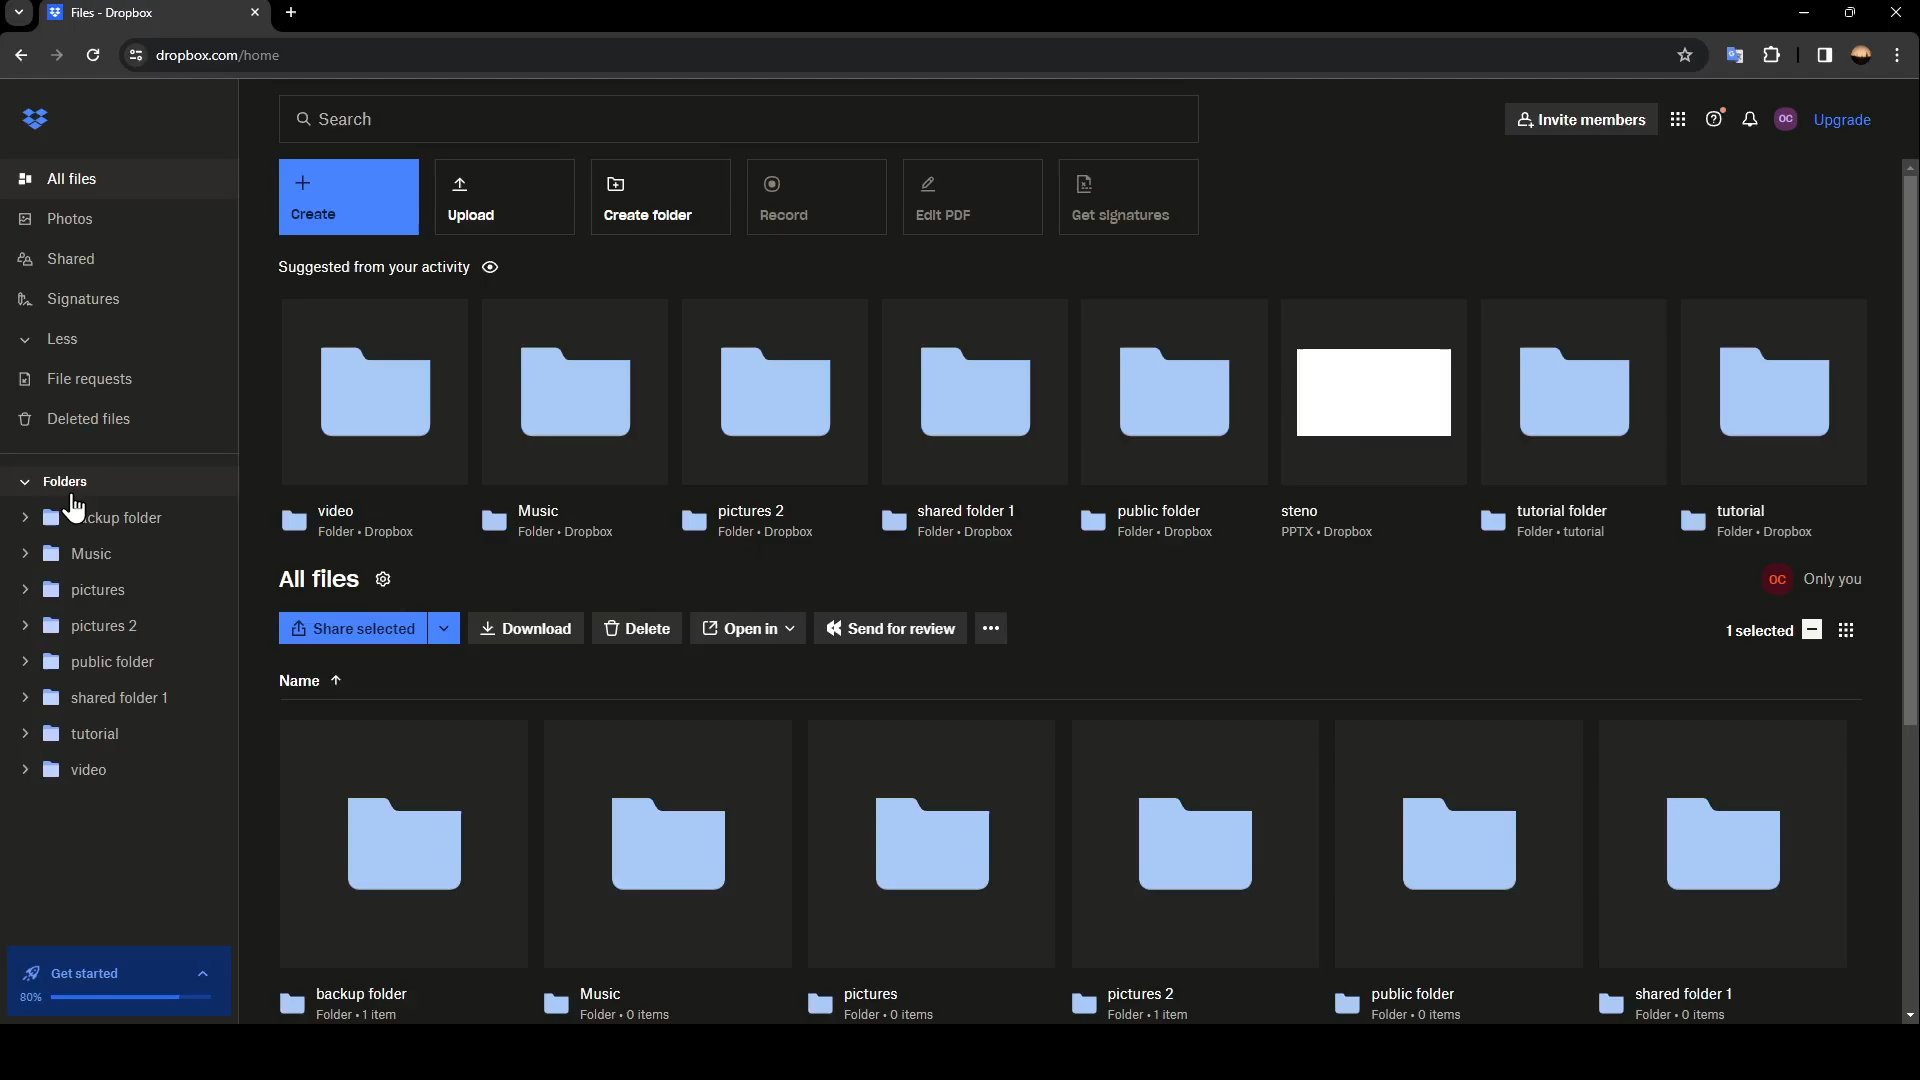 Files - Dropbox
dropbox.com/home
Search
Invite members
OC
Upgrade
All files
Photos
Shared
Signatures
Less
File requests
Deleted files
Folders
ckup folder
Music
pictures
pictures 2
public folder
shared folder 1
tutorial
video
Get started
80%
Create
Upload
Create folder
Record
Edit PDF
Get signatures
Suggested from your activity
video
Folder • Dropbox
Music
Folder • Dropbox
pictures 2
Folder • Dropbox
shared folder 1
Folder • Dropbox
public folder
Folder • Dropbox
steno
PPTX • Dropbox
tutorial folder
Folder • tutorial
tutorial
Folder • Dropbox
All files
OC Only you
Share selected
Download
Delete
Open in
Send for review
1 selected
Name
backup folder
Folder • 1 item
Music
Folder • 0 items
pictures
Folder • 0 items
pictures 2
Folder • 1 item
public folder
Folder • 0 items
shared folder 1
Folder • 0 items